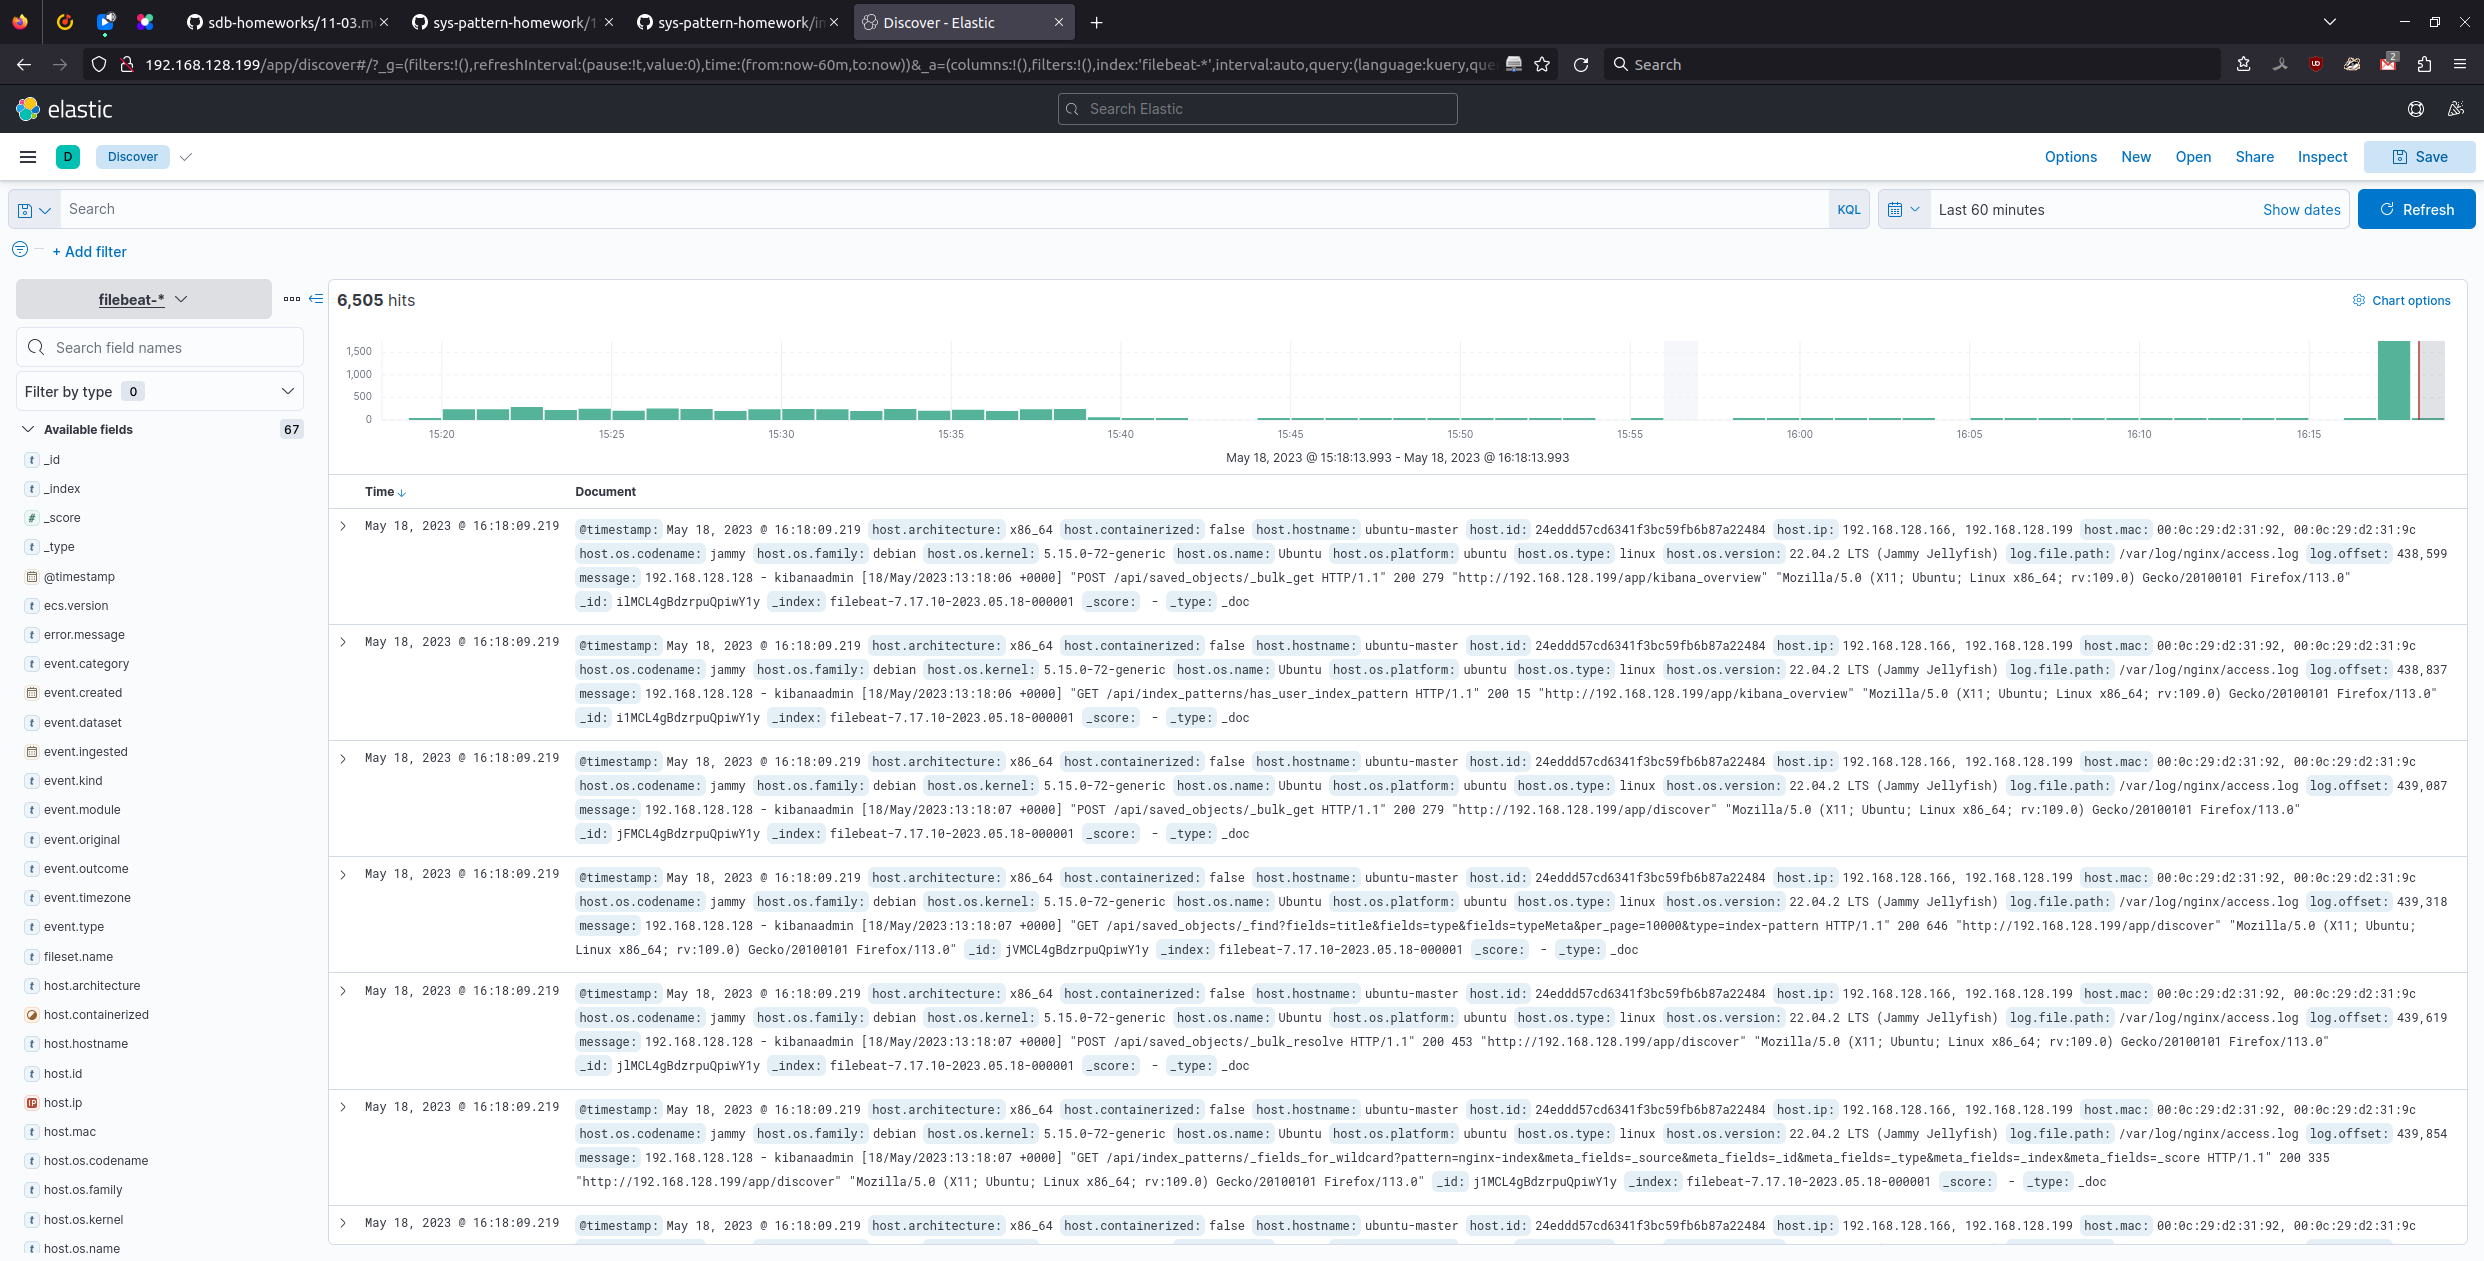 sdb-homeworks/11-03.m
sys-pattern-homework/1
sys-pattern-homework/in
Discover - Elastic
192.168.128.199/app/discover#/?_g=(filters:!(),refreshInterval:(pause:!t,value:0),time:(from:now-60m,to:now))&_a=(columns:!(),filters:!(),index:'filebeat-*',interval:auto,query:(language:kuery,que
Search
2
elastic
Search Elastic
D
Discover
Options
New
Open
Share
Inspect
Save
Search
KQL
Last 60 minutes
Show dates
Refresh
+ Add filter
filebeat-*
Search field names
Filter by type 0
Available fields 67
t _id
t _index
# _score
t _type
@timestamp
t ecs.version
t error.message
t event.category
event.created
t event.dataset
event.ingested
t event.kind
t event.module
t event.original
t event.outcome
t event.timezone
t event.type
t fileset.name
t host.architecture
host.containerized
t host.hostname
t host.id
IP host.ip
t host.mac
t host.os.codename
t host.os.family
t host.os.kernel
t host.os.name
6,505 hits
Chart options
1,500
1,000
500
0
15:20 15:25 15:30 15:35 15:40 15:45 15:50 15:55 16:00 16:05 16:10 16:15
May 18, 2023 @ 15:18:13.993 - May 18, 2023 @ 16:18:13.993
Time Document
May 18, 2023 @ 16:18:09.219 @timestamp: May 18, 2023 @ 16:18:09.219 host.architecture: x86_64 host.containerized: false host.hostname: ubuntu-master host.id: 24eddd57cd6341f3bc59fb6b87a22484 host.ip: 192.168.128.166, 192.168.128.199 host.mac: 00:0c:29:d2:31:92, 00:0c:29:d2:31:9c
host.os.codename: jammy host.os.family: debian host.os.kernel: 5.15.0-72-generic host.os.name: Ubuntu host.os.platform: ubuntu host.os.type: linux host.os.version: 22.04.2 LTS (Jammy Jellyfish) log.file.path: /var/log/nginx/access.log log.offset: 438,599
message: 192.168.128.128 - kibanaadmin [18/May/2023:13:18:06 +0000] "POST /api/saved_objects/_bulk_get HTTP/1.1" 200 279 "http://192.168.128.199/app/kibana_overview" "Mozilla/5.0 (X11; Ubuntu; Linux x86_64; rv:109.0) Gecko/20100101 Firefox/113.0"
_id: ilMCL4gBdzrpuQpiwY1y _index: filebeat-7.17.10-2023.05.18-000001 _score: - _type: _doc
May 18, 2023 @ 16:18:09.219 @timestamp: May 18, 2023 @ 16:18:09.219 host.architecture: x86_64 host.containerized: false host.hostname: ubuntu-master host.id: 24eddd57cd6341f3bc59fb6b87a22484 host.ip: 192.168.128.166, 192.168.128.199 host.mac: 00:0c:29:d2:31:92, 00:0c:29:d2:31:9c
host.os.codename: jammy host.os.family: debian host.os.kernel: 5.15.0-72-generic host.os.name: Ubuntu host.os.platform: ubuntu host.os.type: linux host.os.version: 22.04.2 LTS (Jammy Jellyfish) log.file.path: /var/log/nginx/access.log log.offset: 438,837
message: 192.168.128.128 - kibanaadmin [18/May/2023:13:18:06 +0000] "GET /api/index_patterns/has_user_index_pattern HTTP/1.1" 200 15 "http://192.168.128.199/app/kibana_overview" "Mozilla/5.0 (X11; Ubuntu; Linux x86_64; rv:109.0) Gecko/20100101 Firefox/113.0"
_id: i1MCL4gBdzrpuQpiwY1y _index: filebeat-7.17.10-2023.05.18-000001 _score: - _type: _doc
May 18, 2023 @ 16:18:09.219 @timestamp: May 18, 2023 @ 16:18:09.219 host.architecture: x86_64 host.containerized: false host.hostname: ubuntu-master host.id: 24eddd57cd6341f3bc59fb6b87a22484 host.ip: 192.168.128.166, 192.168.128.199 host.mac: 00:0c:29:d2:31:92, 00:0c:29:d2:31:9c
host.os.codename: jammy host.os.family: debian host.os.kernel: 5.15.0-72-generic host.os.name: Ubuntu host.os.platform: ubuntu host.os.type: linux host.os.version: 22.04.2 LTS (Jammy Jellyfish) log.file.path: /var/log/nginx/access.log log.offset: 439,087
message: 192.168.128.128 - kibanaadmin [18/May/2023:13:18:07 +0000] "POST /api/saved_objects/_bulk_get HTTP/1.1" 200 279 "http://192.168.128.199/app/discover" "Mozilla/5.0 (X11; Ubuntu; Linux x86_64; rv:109.0) Gecko/20100101 Firefox/113.0"
_id: jFMCL4gBdzrpuQpiwY1y _index: filebeat-7.17.10-2023.05.18-000001 _score: - _type: _doc
May 18, 2023 @ 16:18:09.219 @timestamp: May 18, 2023 @ 16:18:09.219 host.architecture: x86_64 host.containerized: false host.hostname: ubuntu-master host.id: 24eddd57cd6341f3bc59fb6b87a22484 host.ip: 192.168.128.166, 192.168.128.199 host.mac: 00:0c:29:d2:31:92, 00:0c:29:d2:31:9c
host.os.codename: jammy host.os.family: debian host.os.kernel: 5.15.0-72-generic host.os.name: Ubuntu host.os.platform: ubuntu host.os.type: linux host.os.version: 22.04.2 LTS (Jammy Jellyfish) log.file.path: /var/log/nginx/access.log log.offset: 439,318
message: 192.168.128.128 - kibanaadmin [18/May/2023:13:18:07 +0000] "GET /api/saved_objects/_find?fields=title&fields=type&fields=typeMeta&per_page=10000&type=index-pattern HTTP/1.1" 200 646 "http://192.168.128.199/app/discover" "Mozilla/5.0 (X11; Ubuntu;
Linux x86_64; rv:109.0) Gecko/20100101 Firefox/113.0" _id: jVMCL4gBdzrpuQpiwY1y _index: filebeat-7.17.10-2023.05.18-000001 _score: - _type: _doc
May 18, 2023 @ 16:18:09.219 @timestamp: May 18, 2023 @ 16:18:09.219 host.architecture: x86_64 host.containerized: false host.hostname: ubuntu-master host.id: 24eddd57cd6341f3bc59fb6b87a22484 host.ip: 192.168.128.166, 192.168.128.199 host.mac: 00:0c:29:d2:31:92, 00:0c:29:d2:31:9c
host.os.codename: jammy host.os.family: debian host.os.kernel: 5.15.0-72-generic host.os.name: Ubuntu host.os.platform: ubuntu host.os.type: linux host.os.version: 22.04.2 LTS (Jammy Jellyfish) log.file.path: /var/log/nginx/access.log log.offset: 439,619
message: 192.168.128.128 - kibanaadmin [18/May/2023:13:18:07 +0000] "POST /api/saved_objects/_bulk_resolve HTTP/1.1" 200 453 "http://192.168.128.199/app/discover" "Mozilla/5.0 (X11; Ubuntu; Linux x86_64; rv:109.0) Gecko/20100101 Firefox/113.0"
_id: jlMCL4gBdzrpuQpiwY1y _index: filebeat-7.17.10-2023.05.18-000001 _score: - _type: _doc
May 18, 2023 @ 16:18:09.219 @timestamp: May 18, 2023 @ 16:18:09.219 host.architecture: x86_64 host.containerized: false host.hostname: ubuntu-master host.id: 24eddd57cd6341f3bc59fb6b87a22484 host.ip: 192.168.128.166, 192.168.128.199 host.mac: 00:0c:29:d2:31:92, 00:0c:29:d2:31:9c
host.os.codename: jammy host.os.family: debian host.os.kernel: 5.15.0-72-generic host.os.name: Ubuntu host.os.platform: ubuntu host.os.type: linux host.os.version: 22.04.2 LTS (Jammy Jellyfish) log.file.path: /var/log/nginx/access.log log.offset: 439,854
message: 192.168.128.128 - kibanaadmin [18/May/2023:13:18:07 +0000] "GET /api/index_patterns/_fields_for_wildcard?pattern=nginx-index&meta_fields=_source&meta_fields=_id&meta_fields=_type&meta_fields=_index&meta_fields=_score HTTP/1.1" 200 335
"http://192.168.128.199/app/discover" "Mozilla/5.0 (X11; Ubuntu; Linux x86_64; rv:109.0) Gecko/20100101 Firefox/113.0" _id: j1MCL4gBdzrpuQpiwY1y _index: filebeat-7.17.10-2023.05.18-000001 _score: - _type: _doc
May 18, 2023 @ 16:18:09.219 @timestamp: May 18, 2023 @ 16:18:09.219 host.architecture: x86_64 host.containerized: false host.hostname: ubuntu-master host.id: 24eddd57cd6341f3bc59fb6b87a22484 host.ip: 192.168.128.166, 192.168.128.199 host.mac: 00:0c:29:d2:31:92, 00:0c:29:d2:31:9c